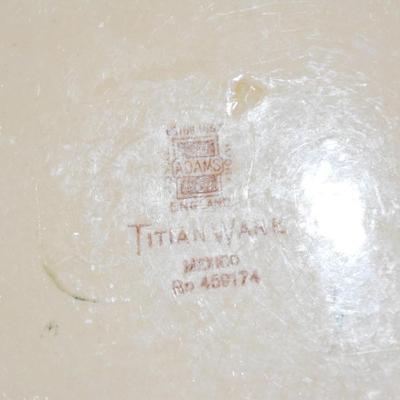 ADAMS
ENGLAND
TITIAN WARE
MEXICO
RD 459174